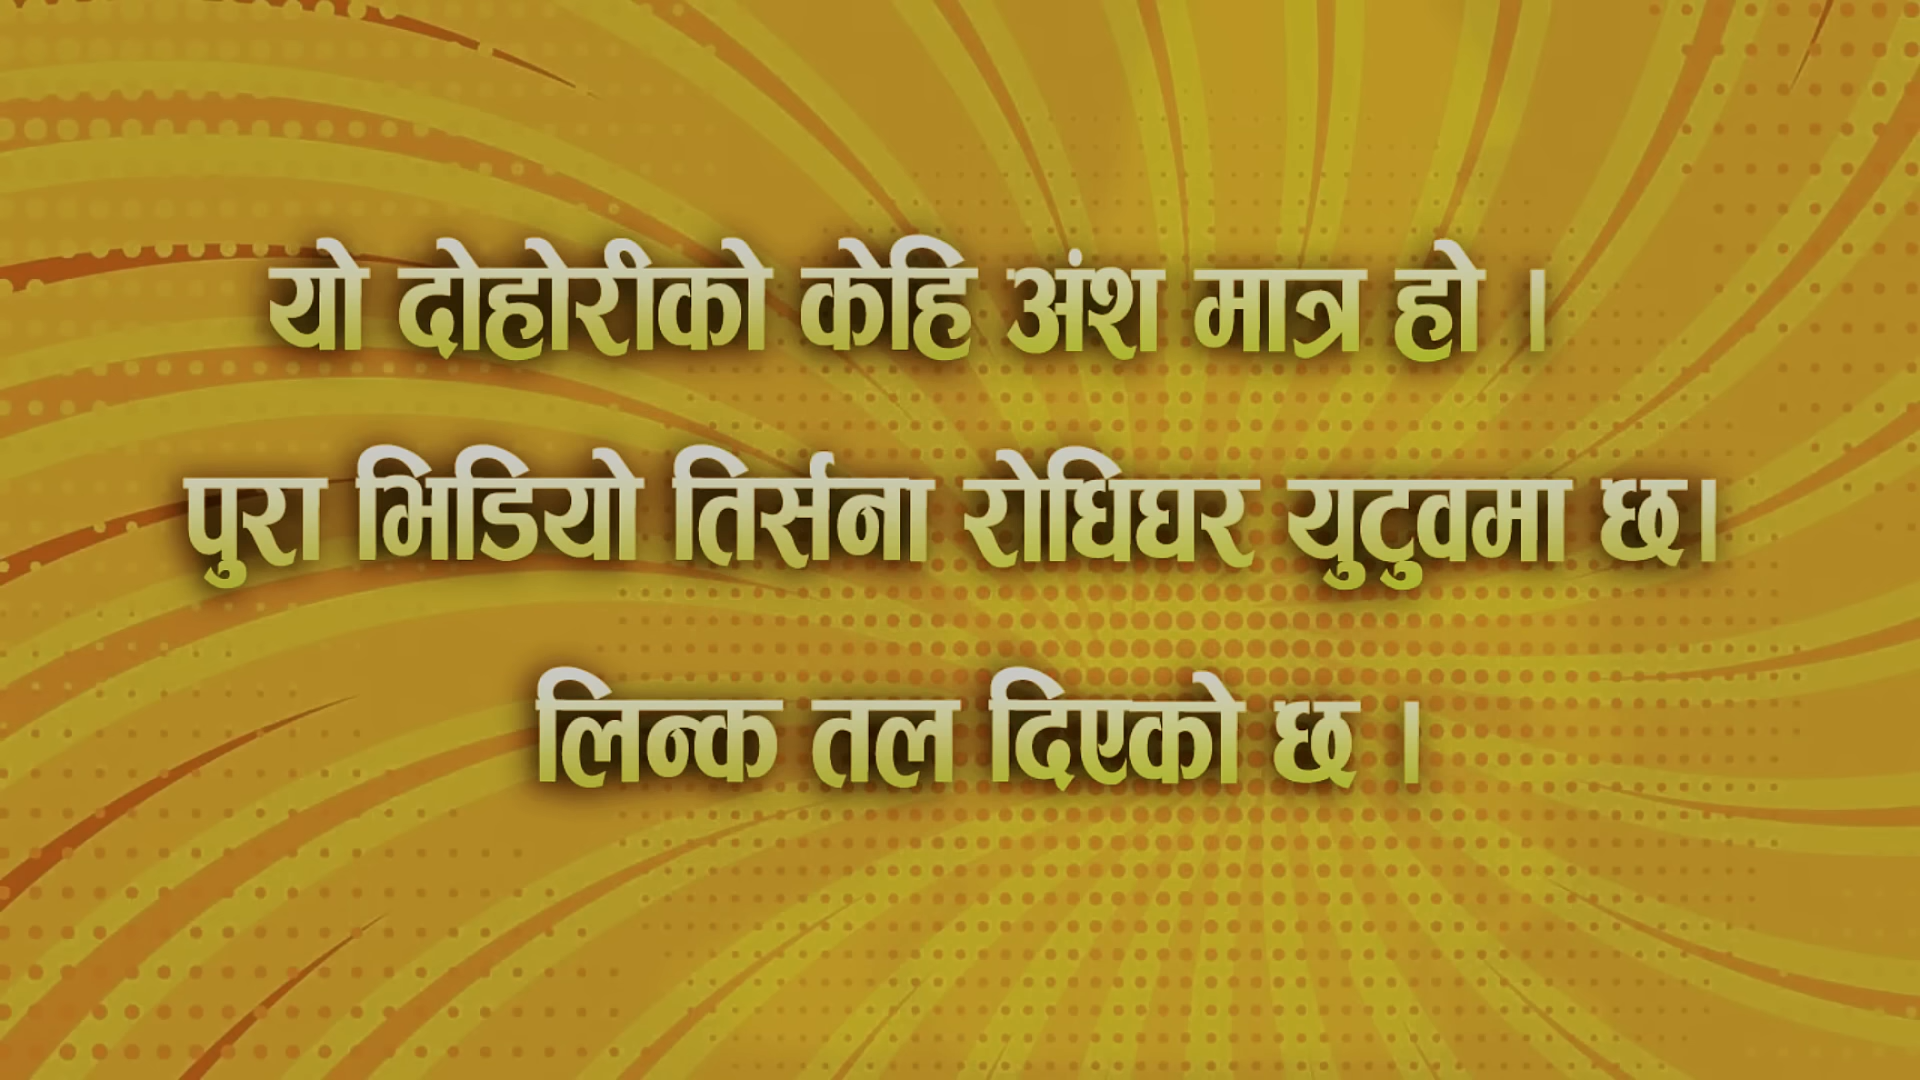 यो दोहोरीको केहि अंश मात्र हो ।
पुरा भिडियो तिर्सना रोधिघर युटुवमा छ।
लिन्क तल दिएको छ ।